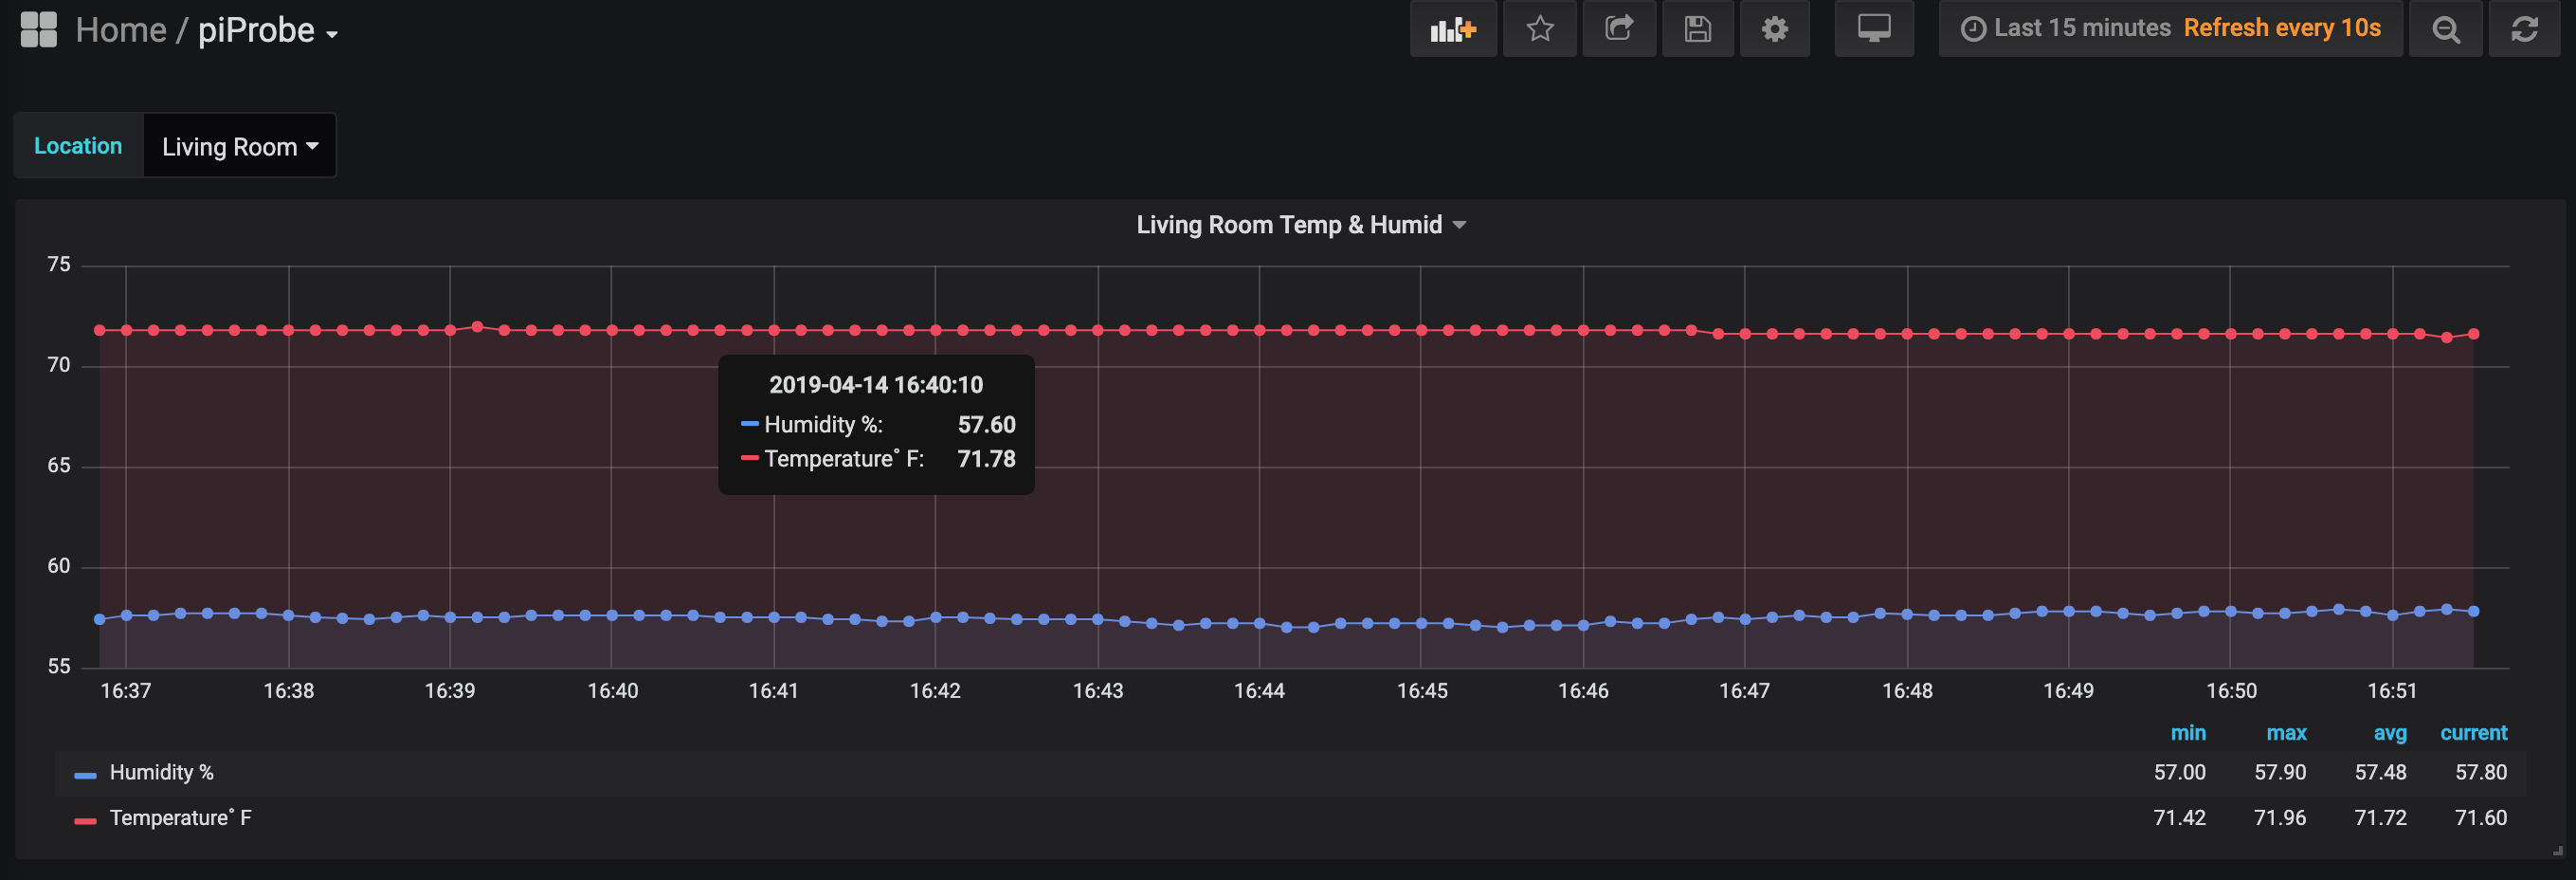 Home / piProbe
Last 15 minutes Refresh every 10s
Location Living Room
Living Room Temp & Humid
75
70
65
60
55
2019-04-14 16:40:10
Humidity %: 57.60
Temperature˚ F: 71.78
16:37 16:38 16:39 16:40 16:41 16:42 16:43 16:44 16:45 16:46 16:47 16:48 16:49 16:50 16:51
min max avg current
Humidity % 57.00 57.90 57.48 57.80
Temperature˚ F 71.42 71.96 71.72 71.60